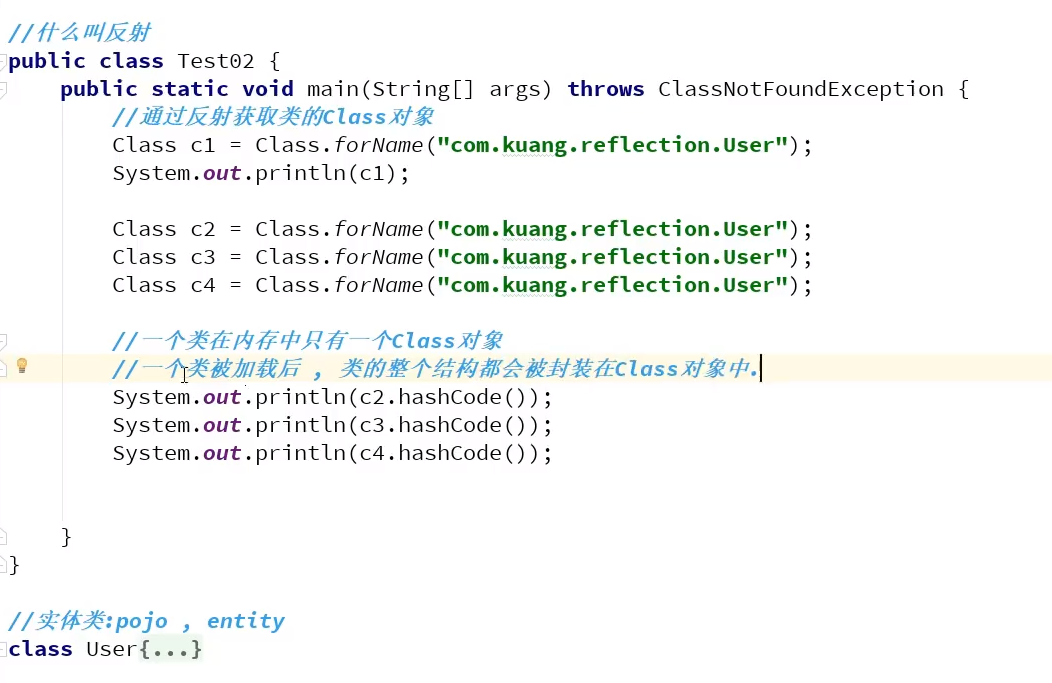 //什么叫反射
public class Test02 {
public static void main(String[] args) throws ClassNotFoundException {
//通过反射获取类的Class对象
Class c1 = Class.forName("com.kuang.reflection.User");
System.out.println(c1);
Class c2 = Class.forName("com.kuang.reflection.User");
Class c3 = Class.forName("com.kuang.reflection.User");
Class c4 = Class.forName("com.kuang.reflection.User");
//一个类在内存中只有一个Class对象
//一个类被加载后 , 类的整个结构都会被封装在Class对象中.
System.out.println(c2.hashCode());
System.out.println(c3.hashCode());
System.out.println(c4.hashCode());
}
}
//实体类:pojo , entity
class User{...}